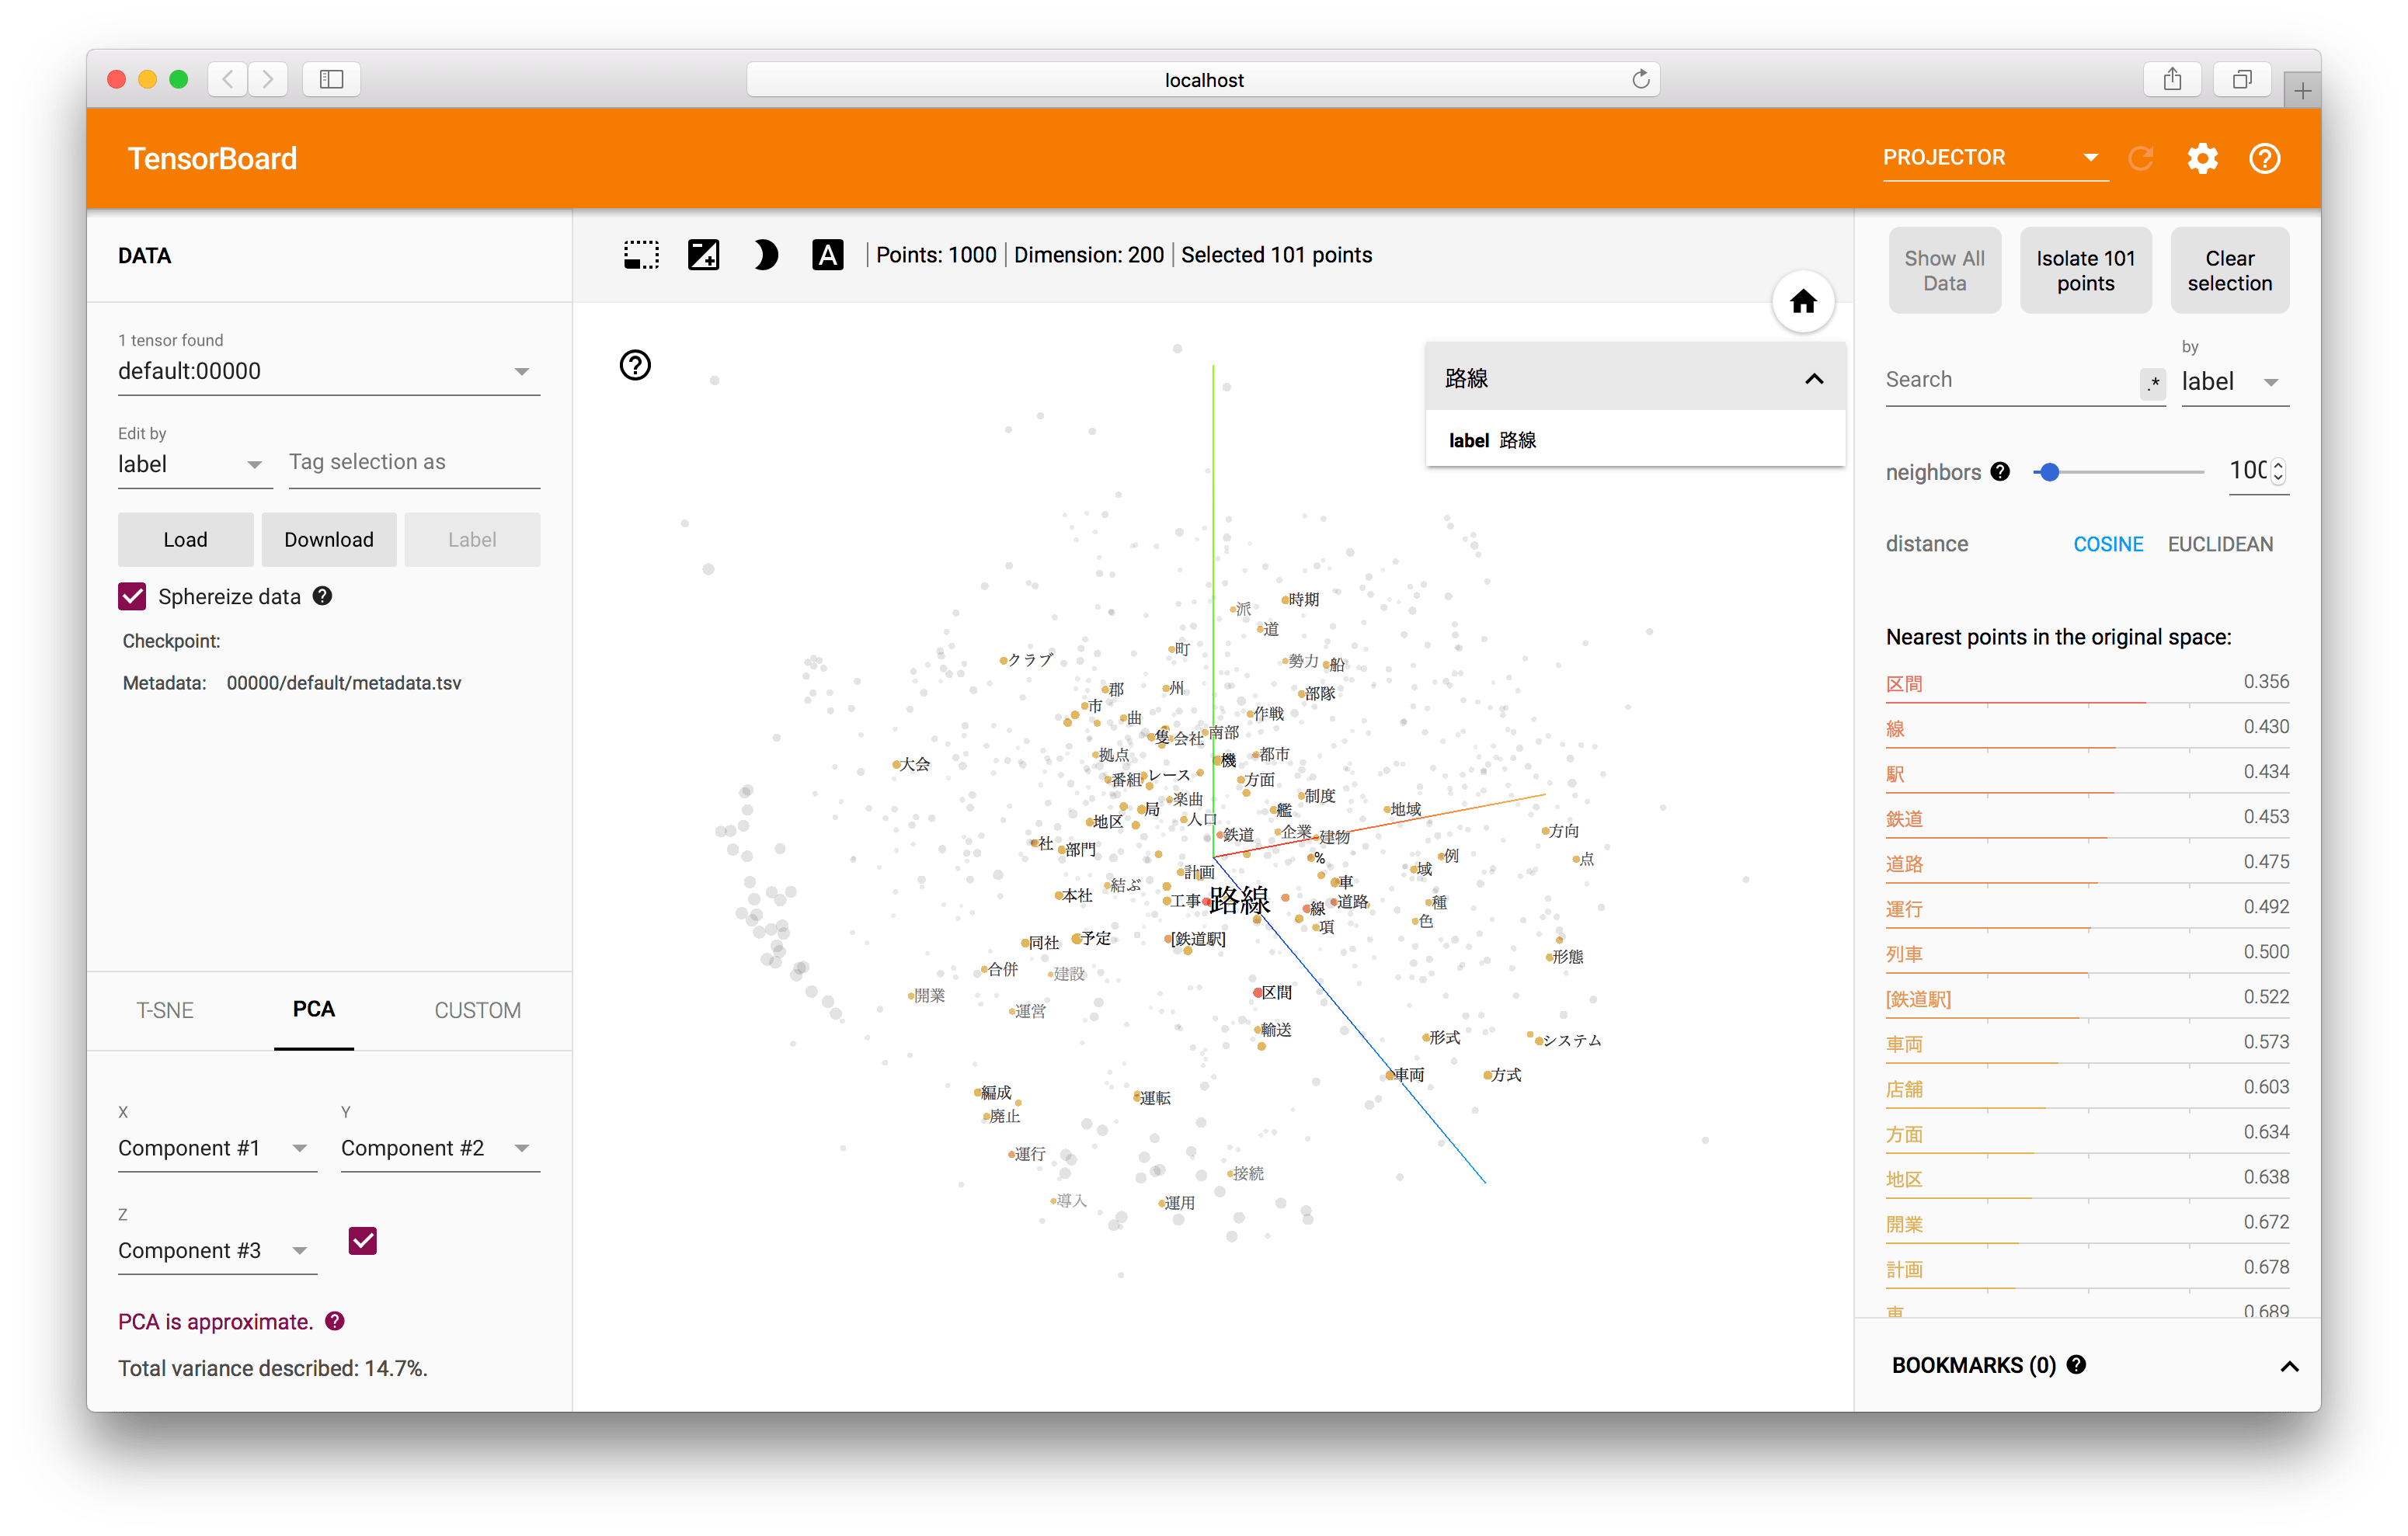 localhost
TensorBoard
PROJECTOR
DATA
Points: 1000 | Dimension: 200 | Selected 101 points
Show All Data
Isolate 101 points
Clear selection
1 tensor found
default:00000
Edit by
label
Tag selection as
Load
Download
Label
Sphereize data
Checkpoint:
Metadata: 00000/default/metadata.tsv
T-SNE
PCA
CUSTOM
X
Component #1
Y
Component #2
Z
Component #3
PCA is approximate.
Total variance described: 14.7%.
路線
label 路線
派
時期
道
町
クラブ
勢力
船
郡
州
部隊
市
曲
作戦
隻
会社
南部
拠点
機
都市
大会
番組
レース
方面
楽曲
制度
局
艦
地域
地区
人口
鉄道
企業
建物
方向
社
部門
%
例
点
計画
域
結ぶ
車
本社
工事
路線
線
道路
種
項
色
同社
予定
[鉄道駅]
形態
合併
建設
開業
区間
運営
輸送
形式
システム
車両
方式
編成
廃止
運転
運行
接続
導入
運用
Search
.*
by
label
neighbors
100
distance
COSINE
EUCLIDEAN
Nearest points in the original space:
区間 0.356
線 0.430
駅 0.434
鉄道 0.453
道路 0.475
運行 0.492
列車 0.500
[鉄道駅] 0.522
車両 0.573
店舗 0.603
方面 0.634
地区 0.638
開業 0.672
計画 0.678
車 0.689
BOOKMARKS (0)